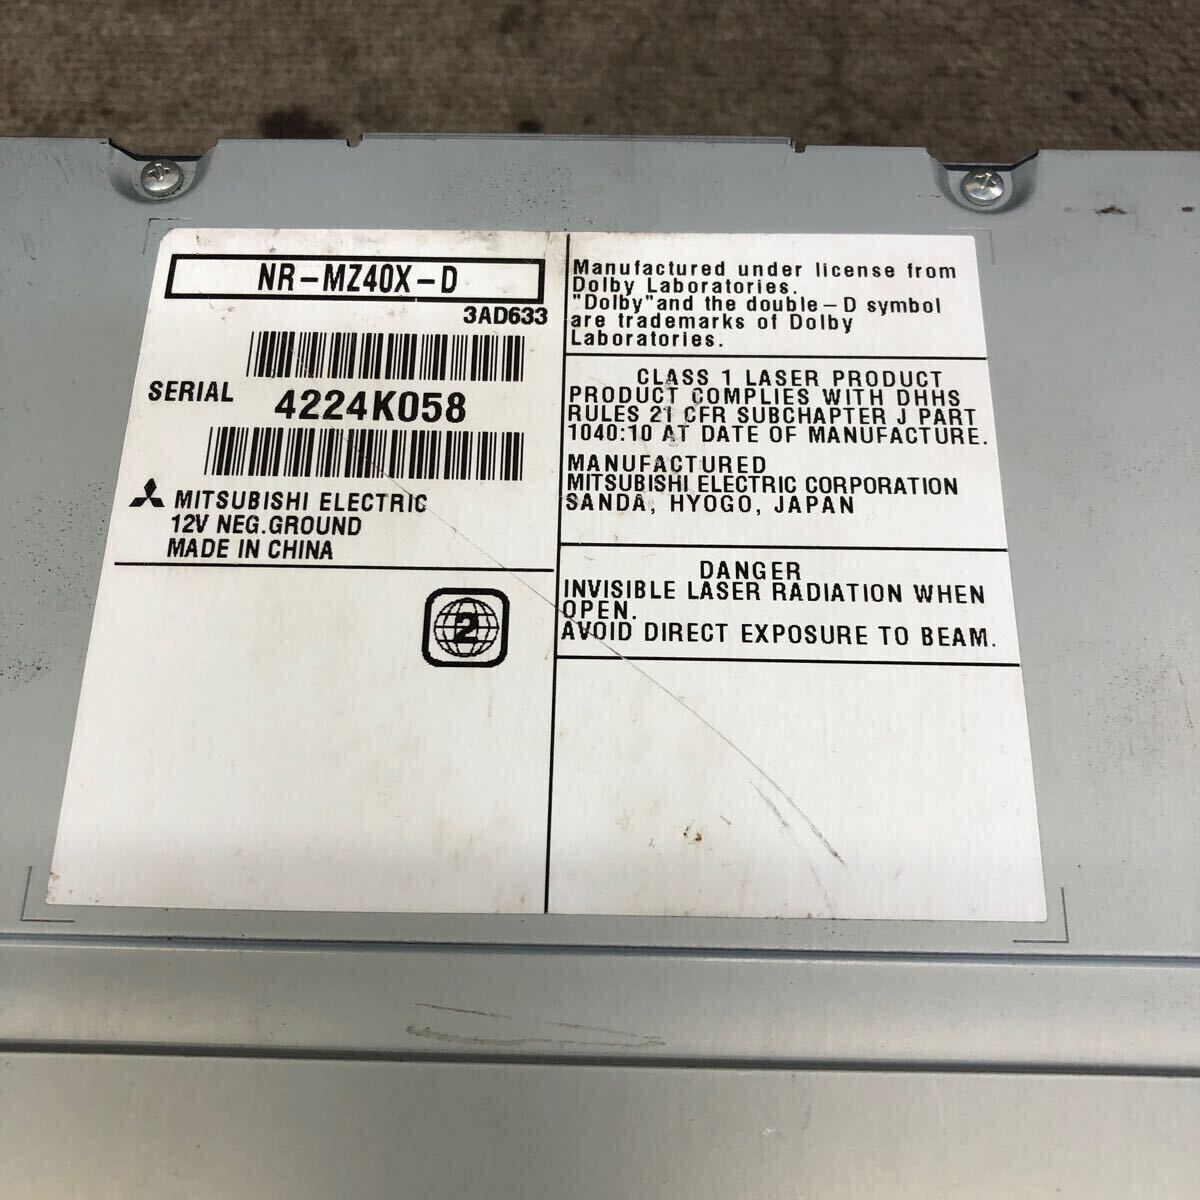 NR-MZ40X-D
3AD633
SERIAL 4224K058
MITSUBISHI ELECTRIC
12V NEG.GROUND
MADE IN CHINA
2
Manufactured under license from
Dolby Laboratories.
"Dolby"and the double-D symbol
are trademarks of Dolby
Laboratories.
CLASS 1 LASER PRODUCT
PRODUCT COMPLIES WITH DHHS
RULES 21 CFR SUBCHAPTER J PART
1040:10 AT DATE OF MANUFACTURE.
MANUFACTURED
MITSUBISHI ELECTRIC CORPORATION
SANDA, HYOGO, JAPAN
DANGER
INVISIBLE LASER RADIATION WHEN
OPEN.
AVOID DIRECT EXPOSURE TO BEAM.